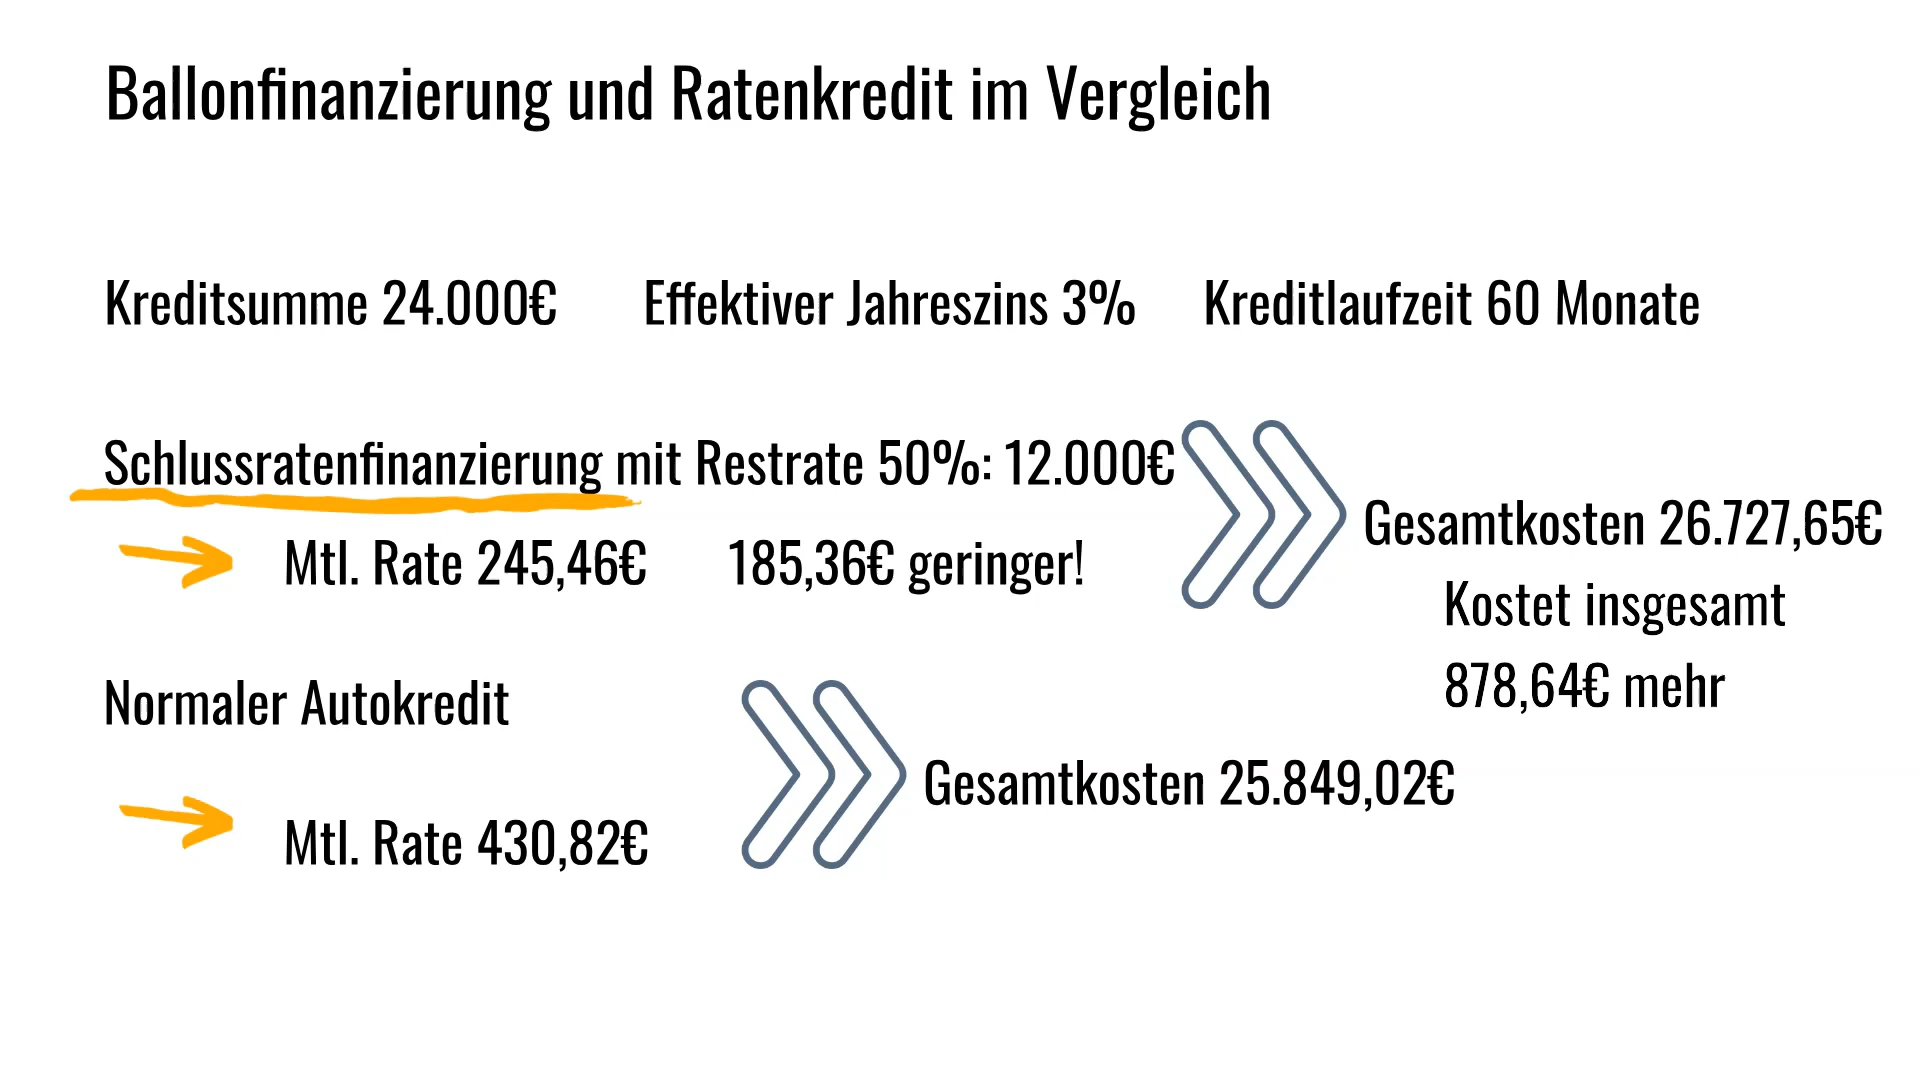 Ballonfinanzierung und Ratenkredit im Vergleich
Kreditsumme 24.000€ Effektiver Jahreszins 3% Kreditlaufzeit 60 Monate
Schlussratenfinanzierung mit Restrate 50%: 12.000€
Mtl. Rate 245,46€ 185,36€ geringer!
Gesamtkosten 26.727,65€
Kostet insgesamt
878,64€ mehr
Normaler Autokredit
Mtl. Rate 430,82€
Gesamtkosten 25.849,02€